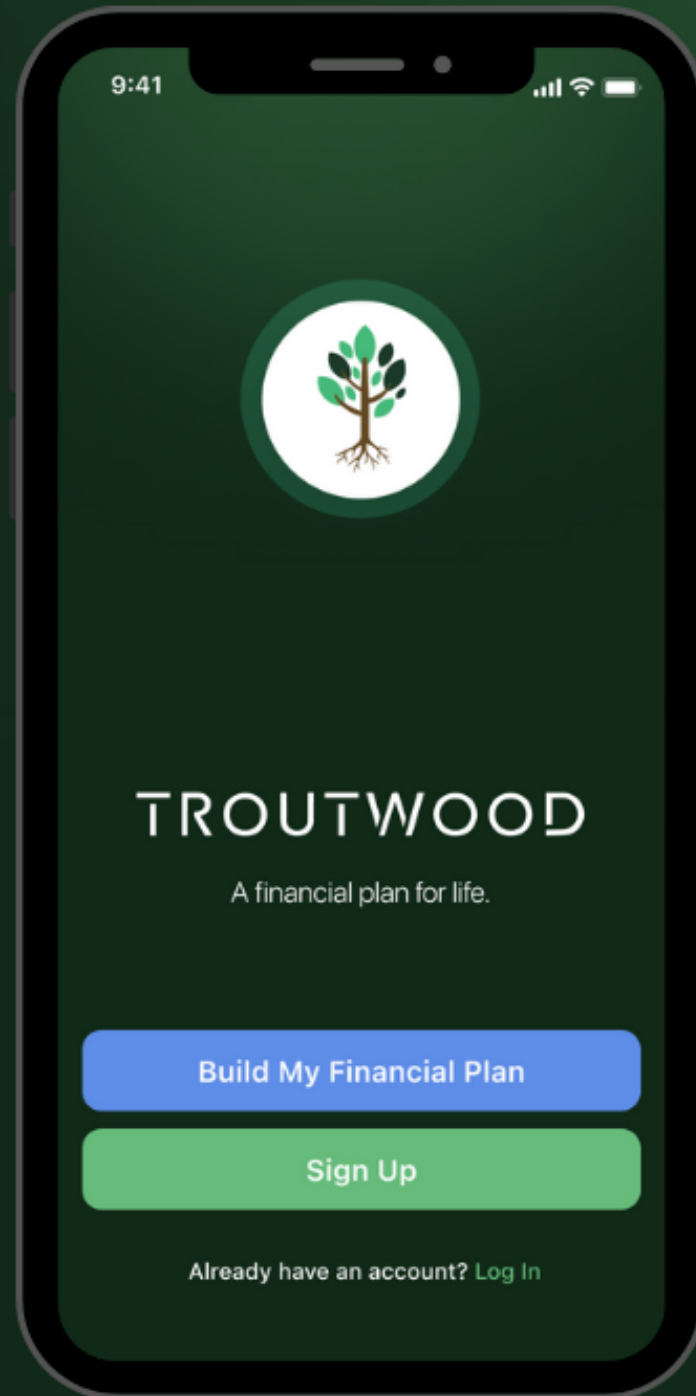 9:41
TROUTWOOD
A financial plan for life.
Build My Financial Plan
Sign Up
Already have an account? Log In